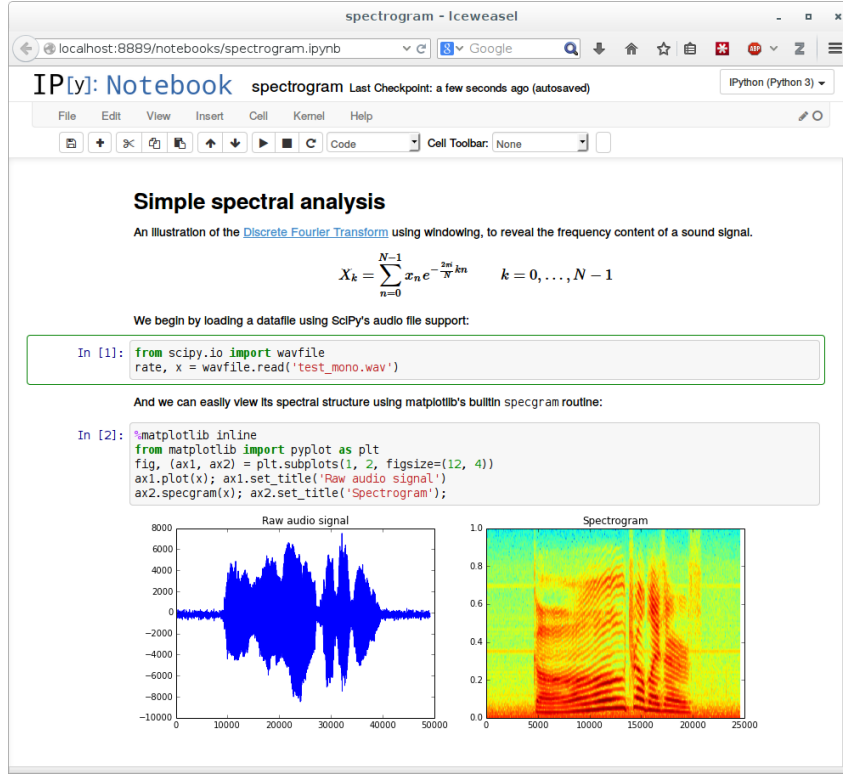 spectrogram - Iceweasel
localhost:8889/notebooks/spectrogram.ipynb
Google
IP[y]: Notebook spectrogram Last Checkpoint: a few seconds ago (autosaved)
IPython (Python 3)
File Edit View Insert Cell Kernel Help
Code Cell Toolbar: None
Simple spectral analysis
An illustration of the Discrete Fourier Transform using windowing, to reveal the frequency content of a sound signal.
X_k = \sum_{n=0}^{N-1} x_n e^{-\frac{2\pi i}{N} kn} k = 0, . . . , N − 1
We begin by loading a datafile using SciPy's audio file support:
In [1]: from scipy.io import wavfile
rate, x = wavfile.read('test_mono.wav')
And we can easily view its spectral structure using matplotlib's builtin specgram routine:
In [2]: %matplotlib inline
from matplotlib import pyplot as plt
fig, (ax1, ax2) = plt.subplots(1, 2, figsize=(12, 4))
ax1.plot(x); ax1.set_title('Raw audio signal')
ax2.specgram(x); ax2.set_title('Spectrogram');
Raw audio signal
8000
6000
4000
2000
0
−2000
−4000
−6000
−8000
−10000
0 10000 20000 30000 40000 50000
Spectrogram
1.0
0.8
0.6
0.4
0.2
0.0
0 5000 10000 15000 20000 25000